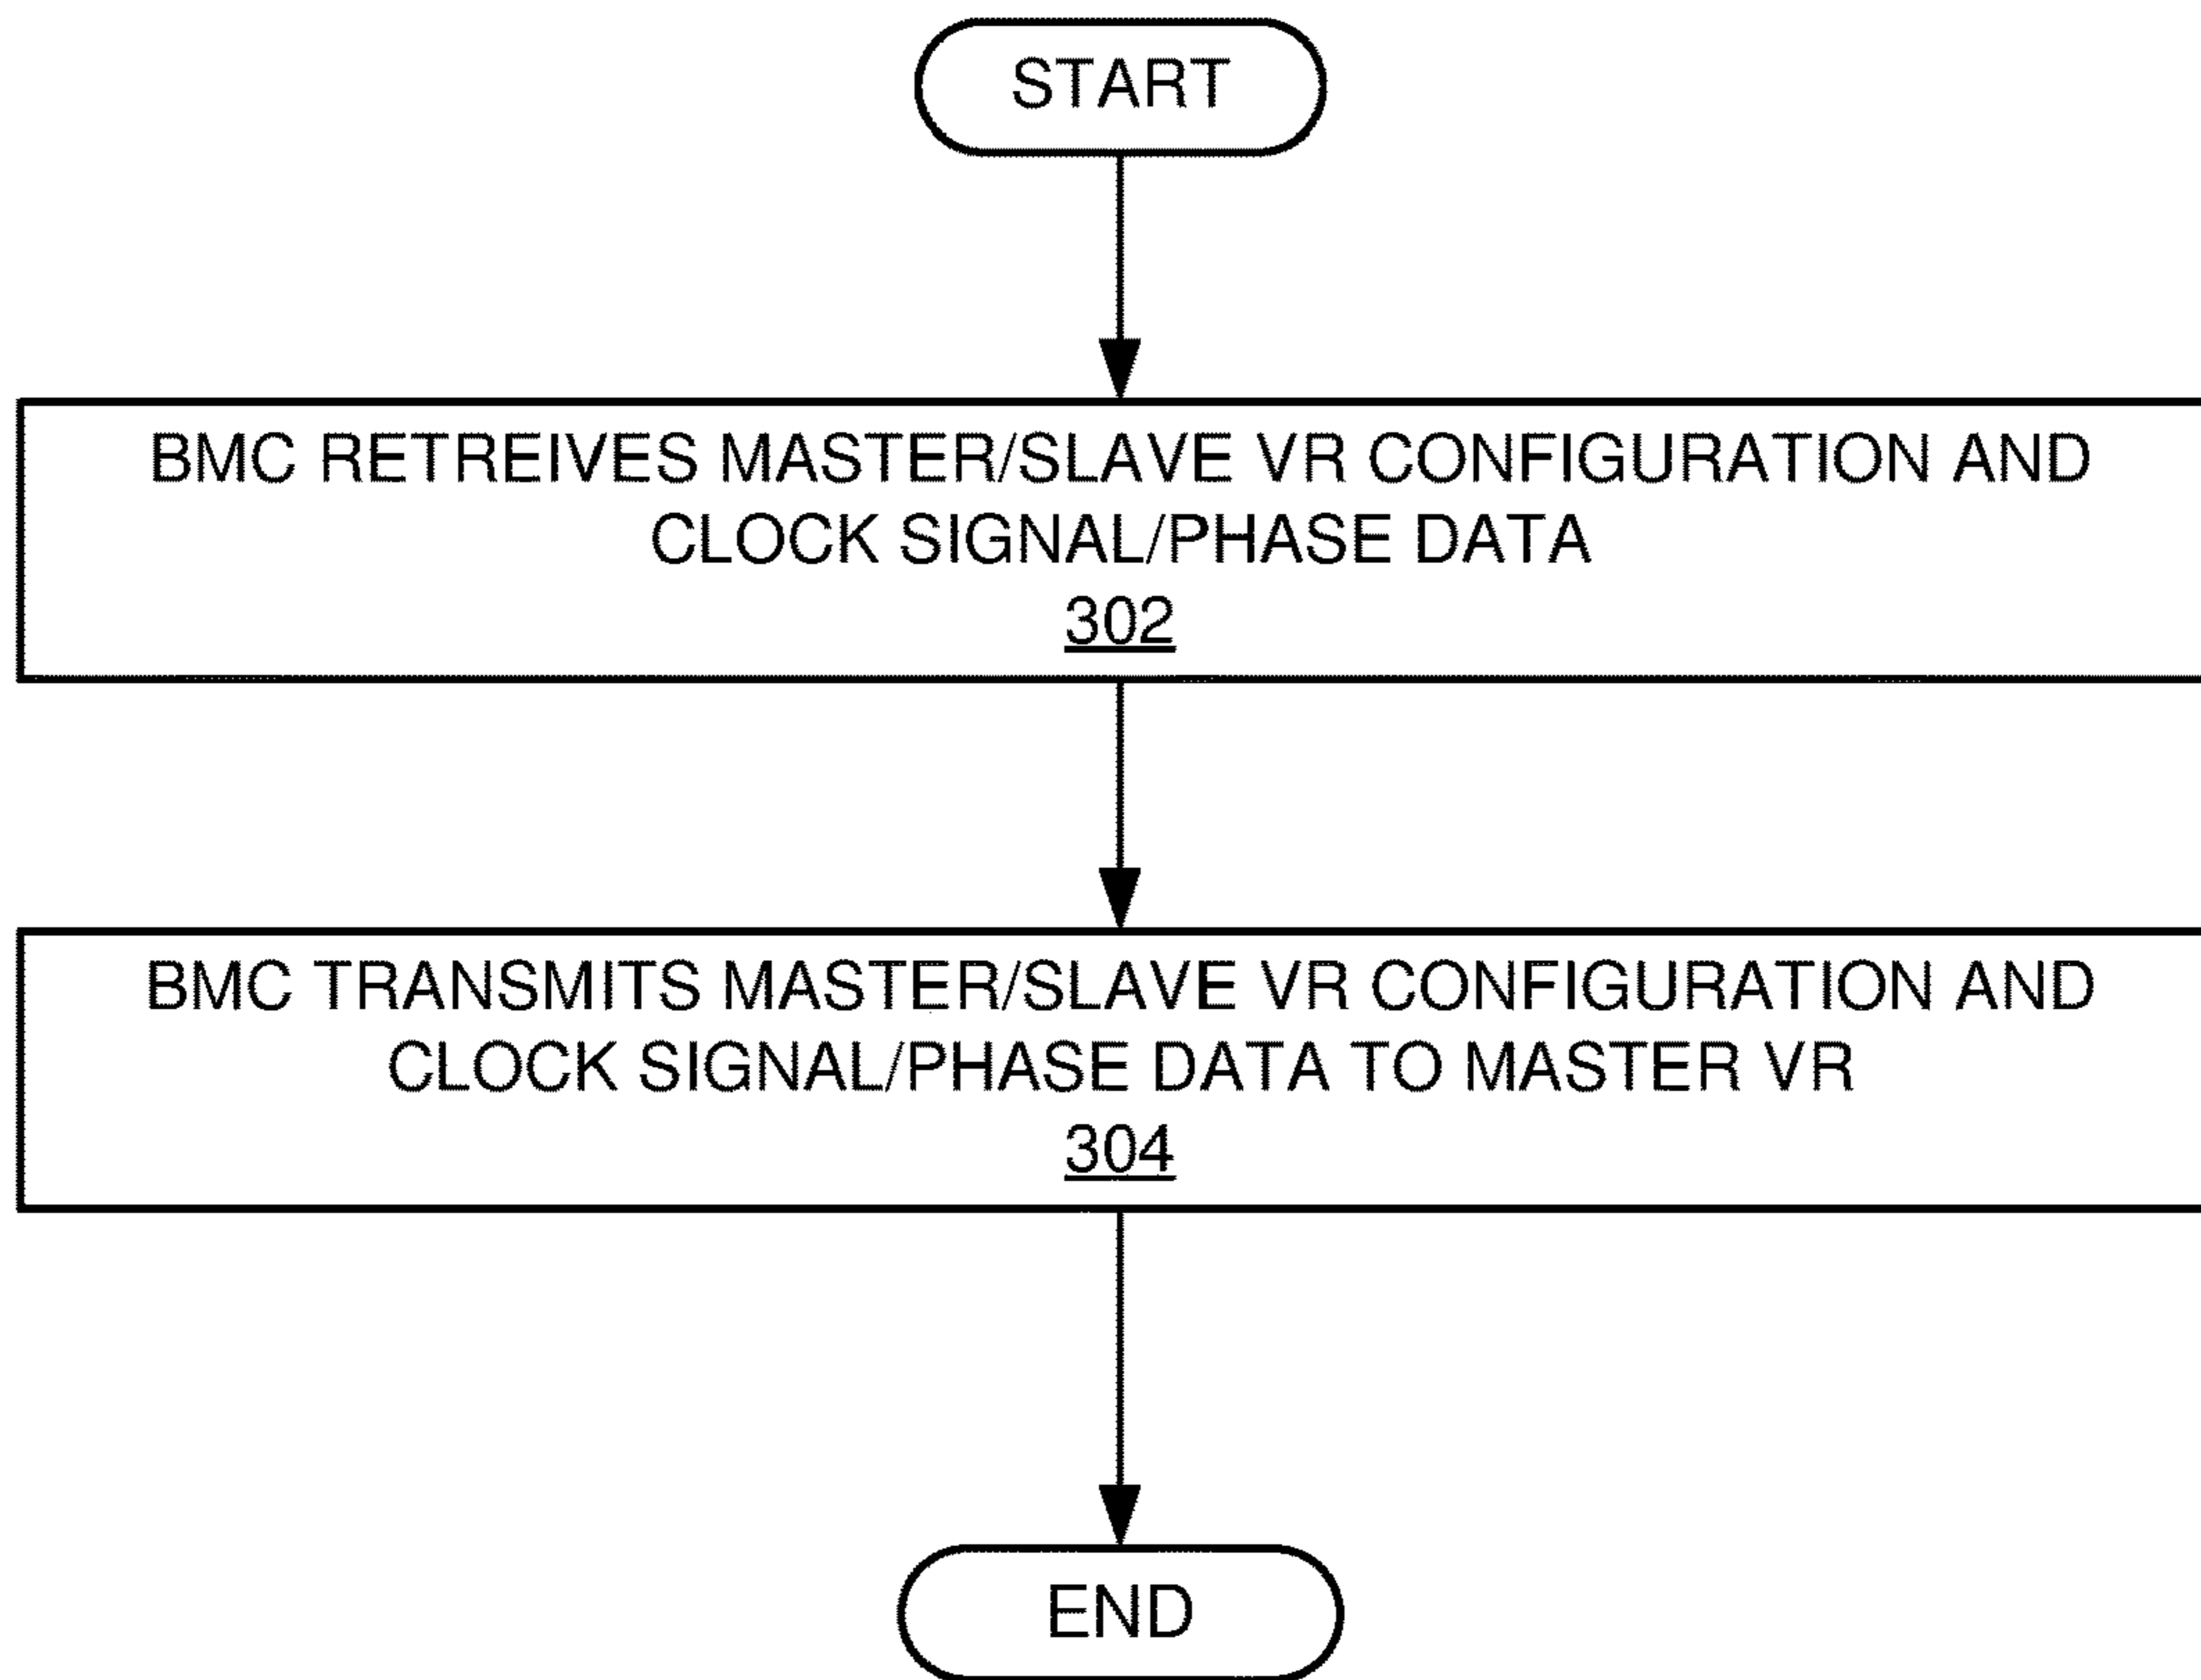 START
BMC RETREIVES MASTER/SLAVE VR CONFIGURATION AND
CLOCK SIGNAL/PHASE DATA
302
BMC TRANSMITS MASTER/SLAVE VR CONFIGURATION AND
CLOCK SIGNAL/PHASE DATA TO MASTER VR
304
END